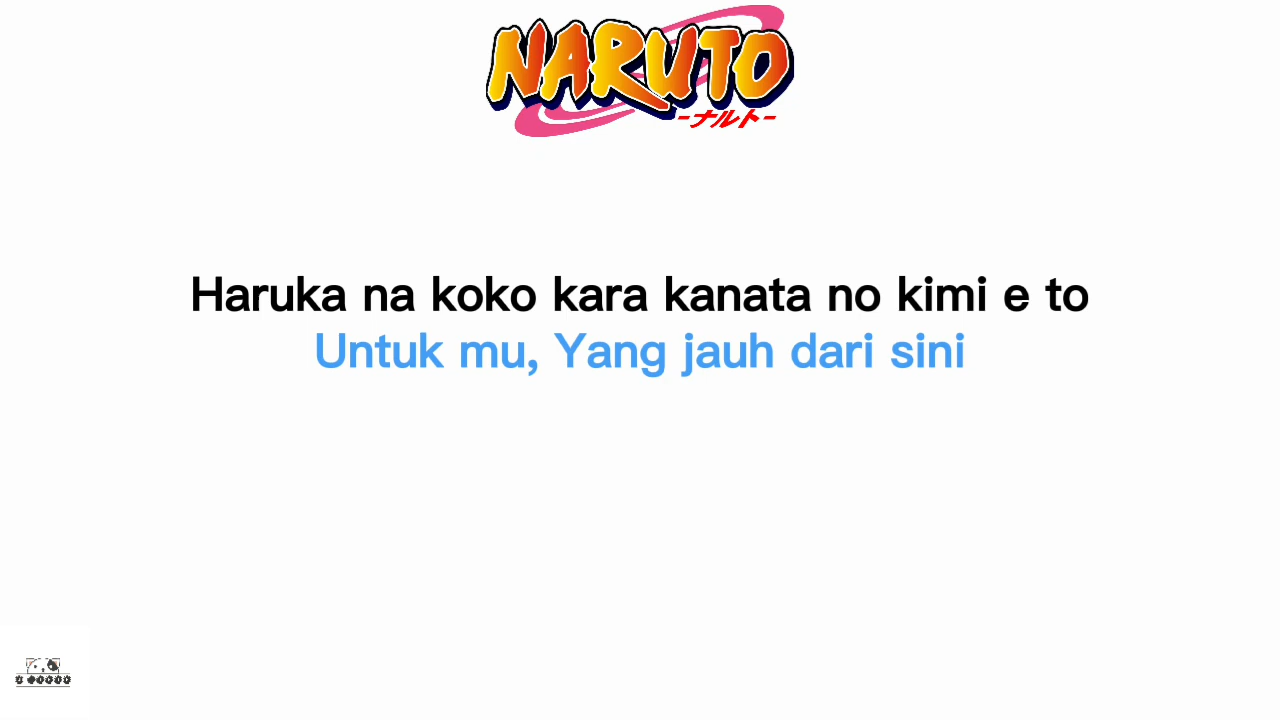 NARUTO
-ナルト-
Haruka na koko kara kanata no kimi e to
Untuk mu, Yang jauh dari sini